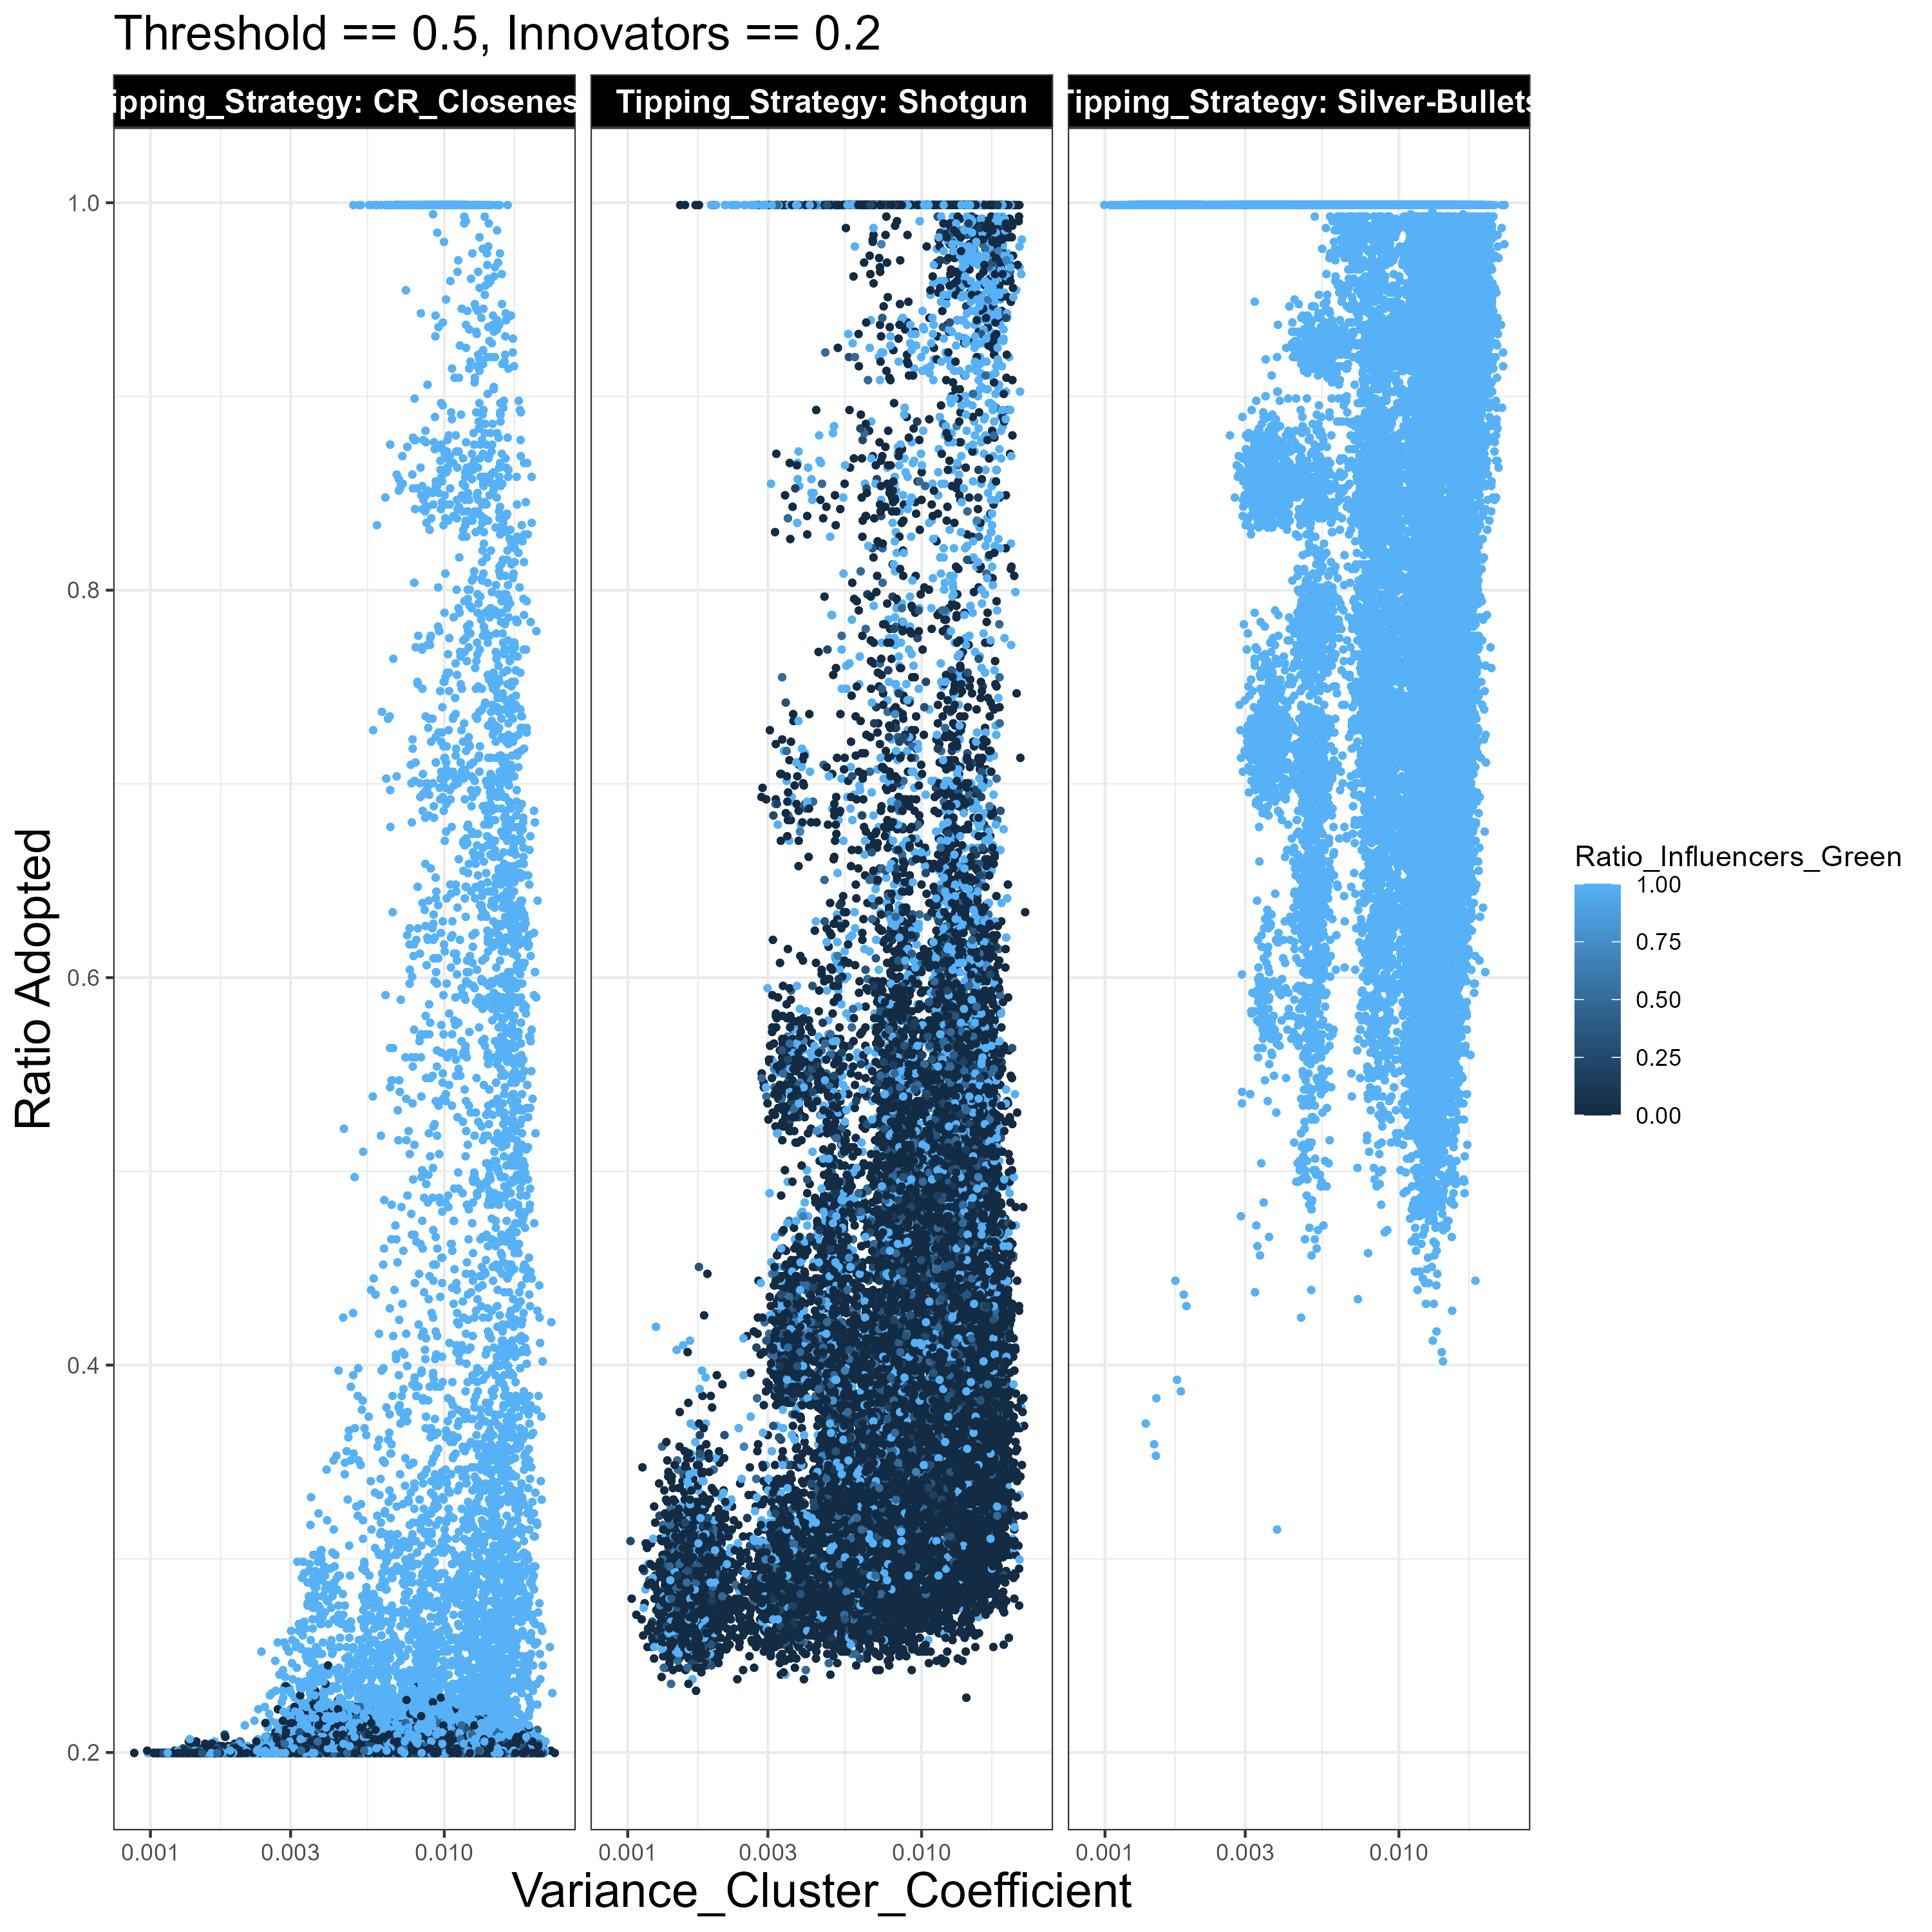 Threshold == 0.5, Innovators == 0.2
ipping_Strategy: CR_Closenes
Tipping_Strategy: Shotgun
Tipping_Strategy: Silver-Bullets
1.0
0.8
0.6
0.4
0.2
Ratio Adopted
0.001 0.003 0.010
0.001 0.003 0.010
0.001 0.003 0.010
Variance_Cluster_Coefficient
Ratio_Influencers_Green
1.00
0.75
0.50
0.25
0.00